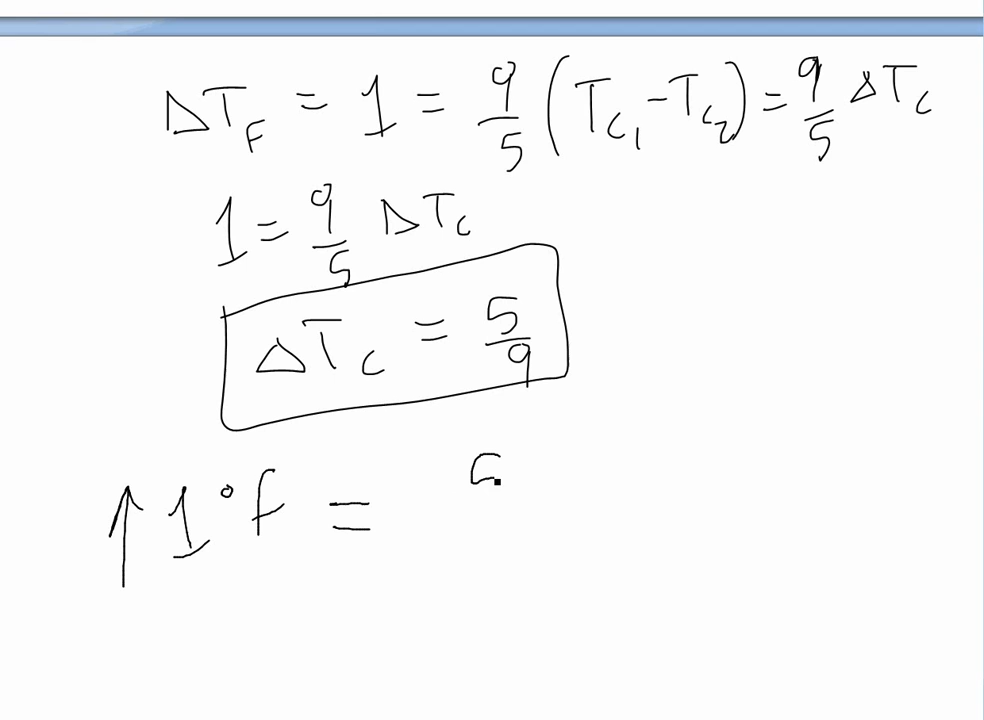 ΔT_F = 1 = 9/5 (T_C1 - T_C2) = 9/5 ΔT_C
1 = 9/5 ΔT_C
ΔT_C = 5/9
↑ 1°F =